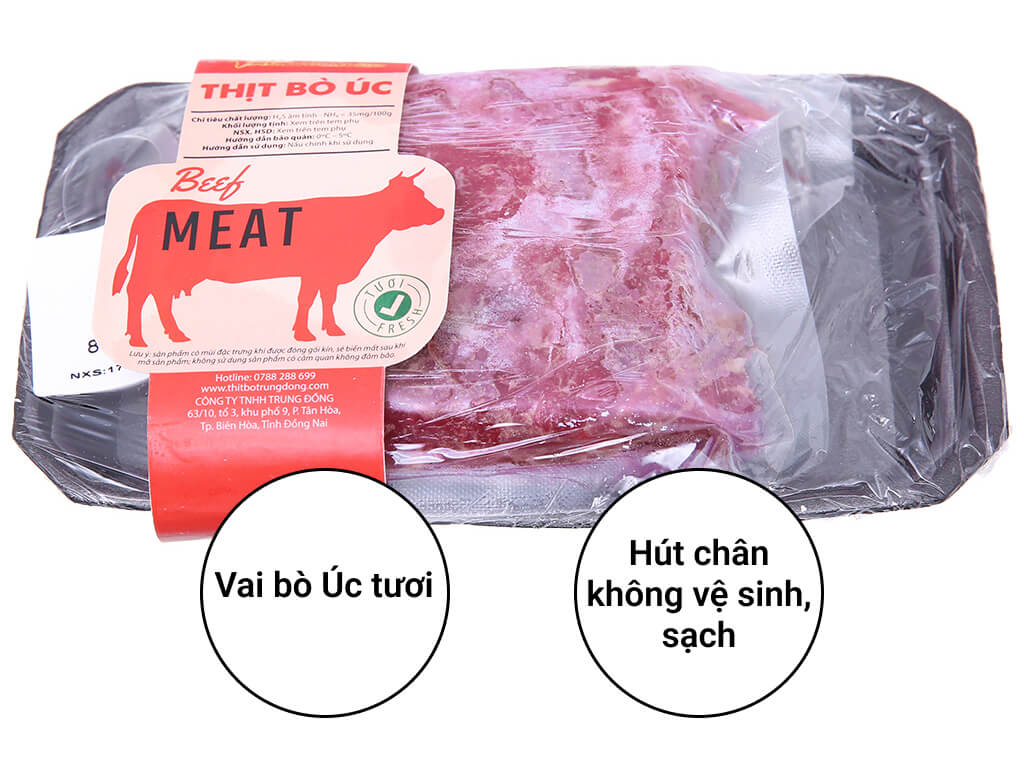 THỊT BÒ ÚC
Chỉ tiêu chất lượng: H₂S âm tính - NH₃ < 35mg/100g
Khối lượng tịnh: Xem trên tem phụ
NSX, HSD: Xem trên tem phụ
Hướng dẫn bảo quản: 0°C – 5°C
Hướng dẫn sử dụng: Nấu chính khi sử dụng
Beef
MEAT
TƯƠI
FRESH
8
NXS:17
Lưu ý: sản phẩm có mùi đặc trưng khi được đóng gói kín, sẽ biến mất sau khi
mở sản phẩm; không sử dụng sản phẩm có cảm quan không đảm bảo.
Hotline: 0788 288 699
www.thitbotrungdong.com
CÔNG TY TNHH TRUNG ĐỒNG
63/10, tổ 3, khu phố 9, P. Tân Hòa,
Tp. Biên Hòa, Tỉnh Đồng Nai
Vai bò Úc tươi
Hút chân
không vệ sinh,
sạch